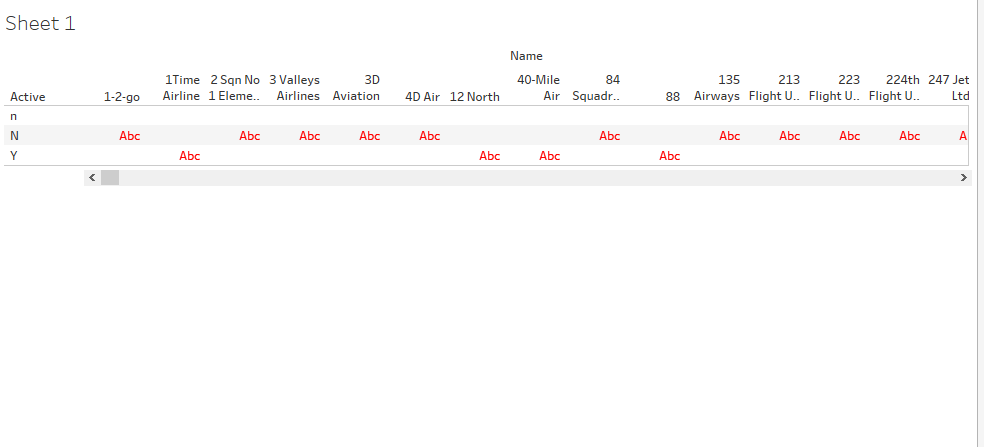 Sheet 1
Name
1Time 2 Sqn No 3 Valleys 3D 40-Mile 84 135 213 223 224th 247 Jet
Active 1-2-go Airline 1 Eleme.. Airlines Aviation 4D Air 12 North Air Squadr.. 88 Airways Flight U.. Flight U.. Flight U.. Ltd
n
N Abc Abc Abc Abc Abc Abc Abc Abc Abc Abc A
Y Abc Abc Abc Abc